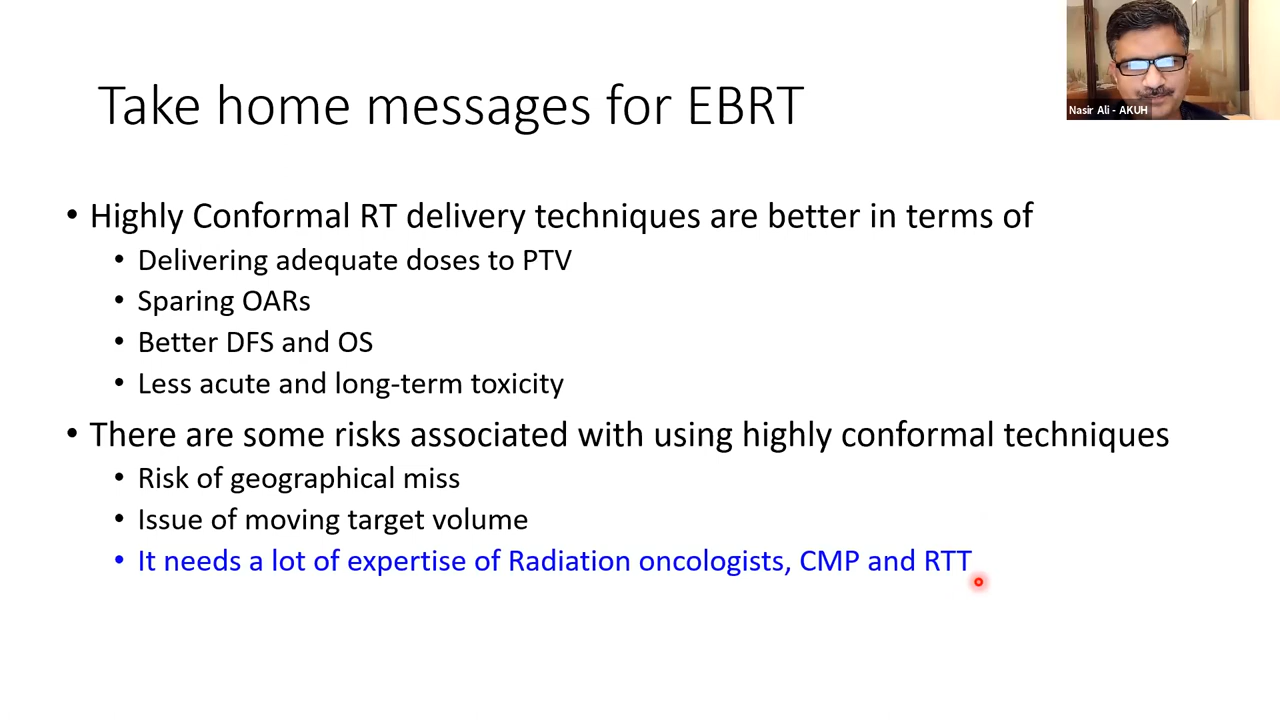 Nasir Ali - AKUH
Take home messages for EBRT
• Highly Conformal RT delivery techniques are better in terms of
• Delivering adequate doses to PTV
• Sparing OARs
• Better DFS and OS
• Less acute and long-term toxicity
• There are some risks associated with using highly conformal techniques
• Risk of geographical miss
• Issue of moving target volume
• It needs a lot of expertise of Radiation oncologists, CMP and RTT